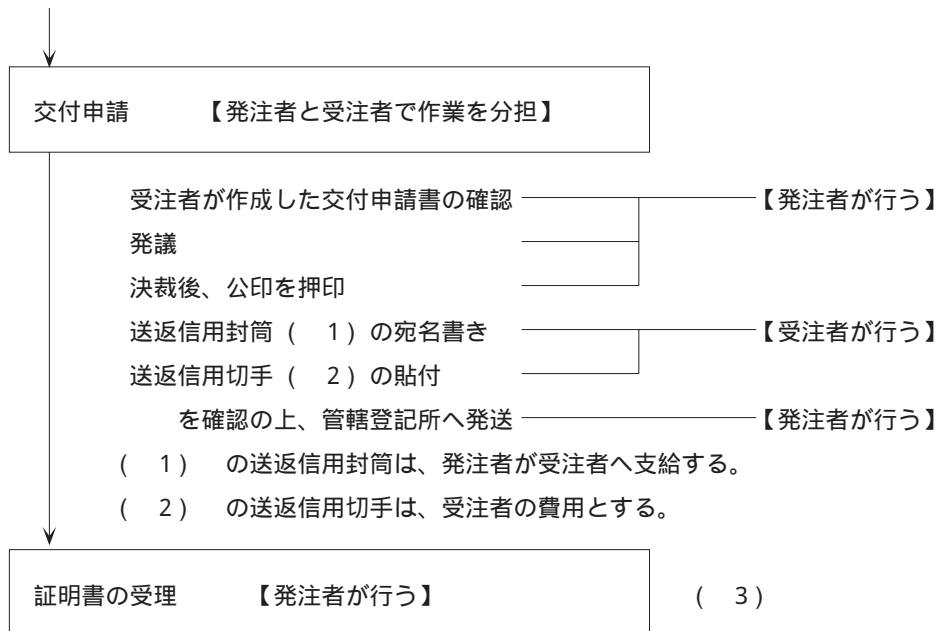 交付申請　　　【発注者と受注者で作業を分担】
受注者が作成した交付申請書の確認　【発注者が行う】
発議
決裁後、公印を押印
送返信用封筒（　1）の宛名書き　【受注者が行う】
送返信用切手（　2）の貼付
を確認の上、管轄登記所へ発送　【発注者が行う】
（　1）　の送返信用封筒は、発注者が受注者へ支給する。
（　2）　の送返信用切手は、受注者の費用とする。
証明書の受理　　　【発注者が行う】　（　3）